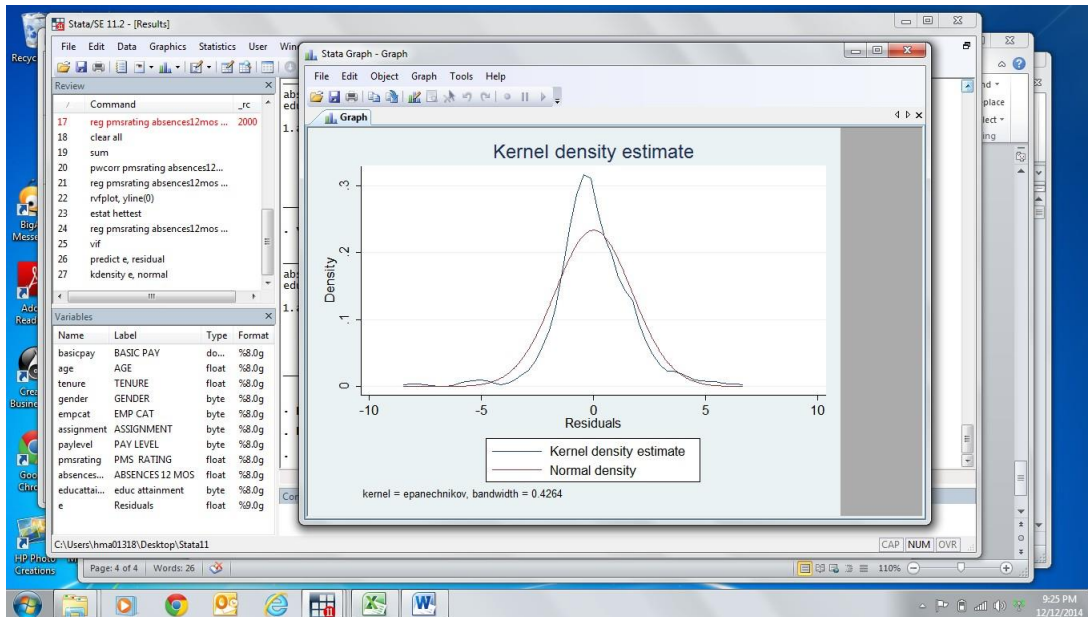 Stata/SE 11.2 - [Results]
File Edit Data Graphics Statistics User
Review
Command _rc
17 reg pmsrating absences12mos ... 2000
18 clear all
19 sum
20 pwcorr pmsrating absences12...
21 reg pmsrating absences12mos ...
22 rvfplot, yline(0)
23 estat hettest
24 reg pmsrating absences12mos ...
25 vif
26 predict e, residual
27 kdensity e, normal
Variables
Name Label Type Format
basicpay BASIC PAY do... %8.0g
age AGE float %8.0g
tenure TENURE float %8.0g
gender GENDER byte %8.0g
empcat EMP CAT byte %8.0g
assignment ASSIGNMENT byte %8.0g
paylevel PAY LEVEL byte %8.0g
pmsrating PMS RATING float %8.0g
absences... ABSENCES 12 MOS float %8.0g
educattai... educ attainment byte %8.0g
e Residuals float %9.0g
C:\Users\hma01318\Desktop\Stata11
CAP NUM OVR
Stata Graph - Graph
File Edit Object Graph Tools Help
Graph
Kernel density estimate
Density
.3
.2
.1
0
-10 -5 0 5 10
Residuals
Kernel density estimate
Normal density
kernel = epanechnikov, bandwidth = 0.4264
Page: 4 of 4 Words: 26
110%
HP Photo
Creations
9:25 PM
12/12/2014